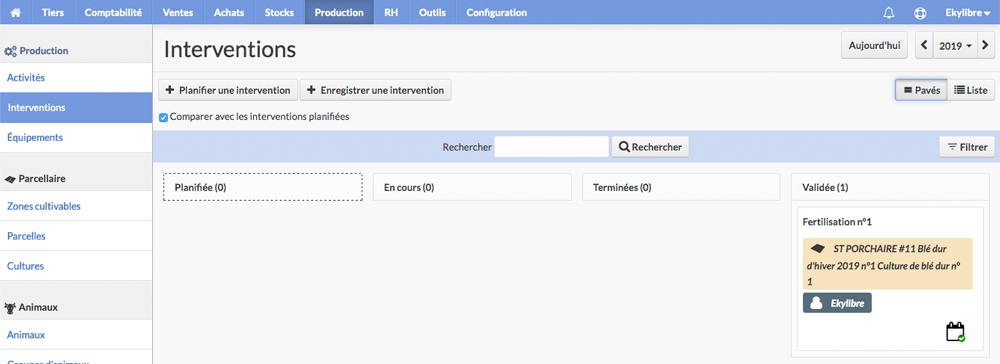 Tiers Comptabilité Ventes Achats Stocks Production RH Outils Configuration Ekylibre
Production
Activités
Interventions
Équipements
Parcellaire
Zones cultivables
Parcelles
Cultures
Animaux
Animaux
Groupes d'animaux
Interventions
Aujourd'hui 2019
Planifier une intervention Enregistrer une intervention Pavés Liste
Comparer avec les interventions planifiées
Rechercher Rechercher Filtrer
Planifiée (0) En cours (0) Terminées (0) Validée (1)
Fertilisation n°1
ST PORCHAIRE #11 Blé dur
d'hiver 2019 n°1 Culture de blé dur n°
1
Ekylibre